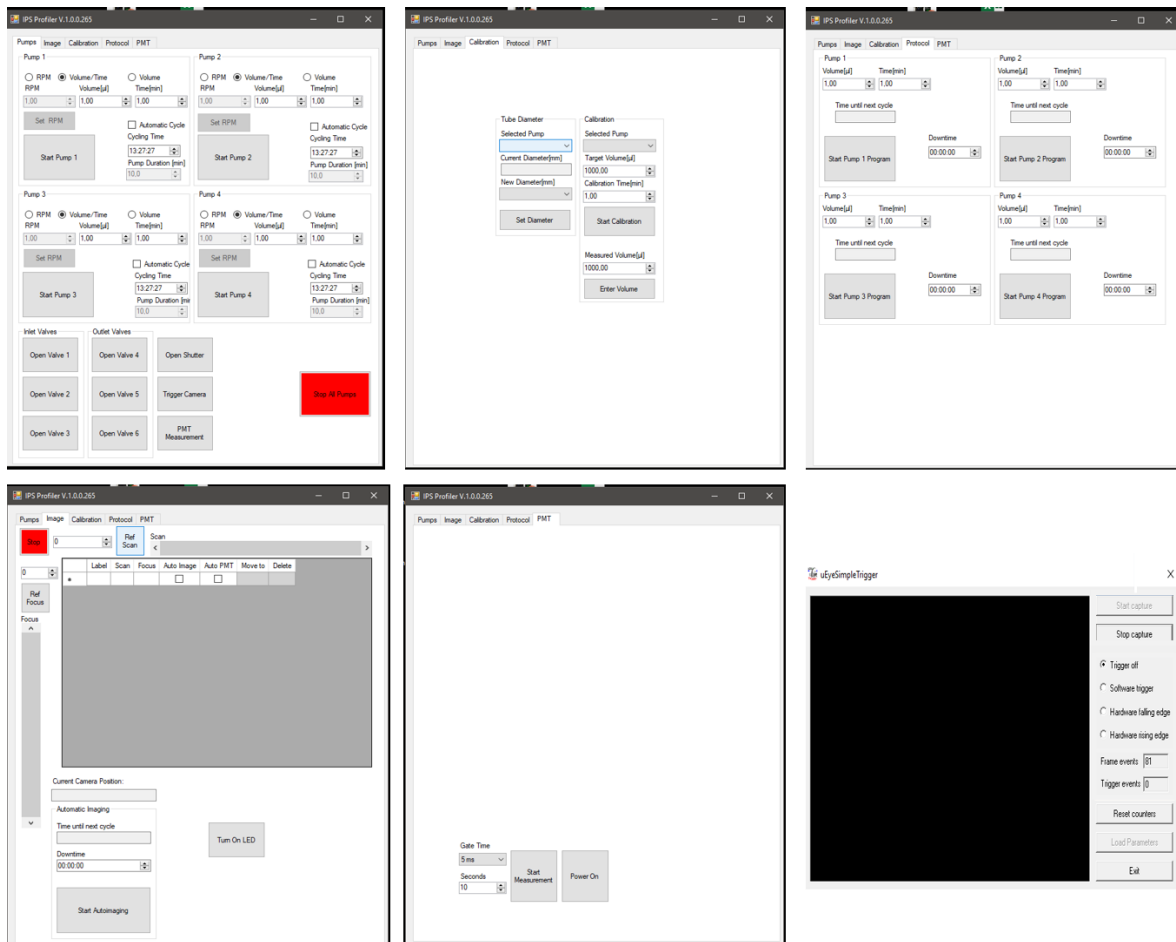 IPS Profiler V.1.0.0.265
Pumps Image Calibration Protocol PMT
Pump 1 Pump 2
RPM Volume/Time Volume RPM Volume/Time Volume
RPM Volume[µl] Time[min] RPM Volume[µl] Time[min]
1,00 1,00 1,00 1,00 1,00 1,00
Set RPM Automatic Cycle Set RPM Automatic Cycle
Cycling Time Cycling Time
13:27:27 13:27:27
Start Pump 1 Pump Duration [min] Start Pump 2 Pump Duration [min]
10,0 10,0
Pump 3 Pump 4
RPM Volume/Time Volume RPM Volume/Time Volume
RPM Volume[µl] Time[min] RPM Volume[µl] Time[min]
1,00 1,00 1,00 1,00 1,00 1,00
Set RPM Automatic Cycle Set RPM Automatic Cycle
Cycling Time Cycling Time
13:27:27 13:27:27
Start Pump 3 Pump Duration [min Start Pump 4 Pump Duration [min]
10,0 10,0
Inlet Valves Outlet Valves
Open Valve 1 Open Valve 4 Open Shutter
Open Valve 2 Open Valve 5 Trigger Camera Stop All Pumps
Open Valve 3 Open Valve 6 PMT
Measurement
IPS Profiler V.1.0.0.265
Pumps Image Calibration Protocol PMT
Tube Diameter Calibration
Selected Pump Selected Pump
Current Diameter[mm] Target Volume[µl]
1000.00
New Diameter[mm] Calibration Time[min]
1,00
Set Diameter Start Calibration
Measured Volume[µl]
1000.00
Enter Volume
IPS Profiler V.1.0.0.265
Pumps Image Calibration Protocol PMT
Pump 1 Pump 2
Volume[µl] Time[min] Volume[µl] Time[min]
1,00 1,00 1,00 1,00
Time until next cycle Time until next cycle
Downtime Downtime
00:00:00 00:00:00
Start Pump 1 Program Start Pump 2 Program
Pump 3 Pump 4
Volume[µl] Time[min] Volume[µl] Time[min]
1,00 1,00 1,00 1,00
Time until next cycle Time until next cycle
Downtime Downtime
00:00:00 00:00:00
Start Pump 3 Program Start Pump 4 Program
IPS Profiler V.1.0.0.265
Pumps Image Calibration Protocol PMT
Stop 0 Ref Scan Scan
Label Scan Focus Auto Image Auto PMT Move to Delete
0
Ref Focus
Focus
Current Camera Position:
Automatic Imaging
Time until next cycle
Turn On LED
Downtime
00:00:00
Start Autoimaging
IPS Profiler V.1.0.0.265
Pumps Image Calibration Protocol PMT
Gate Time
5 ms
Seconds Start Measurement Power On
10
uEyeSimpleTrigger
Start capture
Stop capture
Trigger off
Software trigger
Hardware falling edge
Hardware rising edge
Frame events 81
Trigger events 0
Reset counters
Load Parameters
Exit